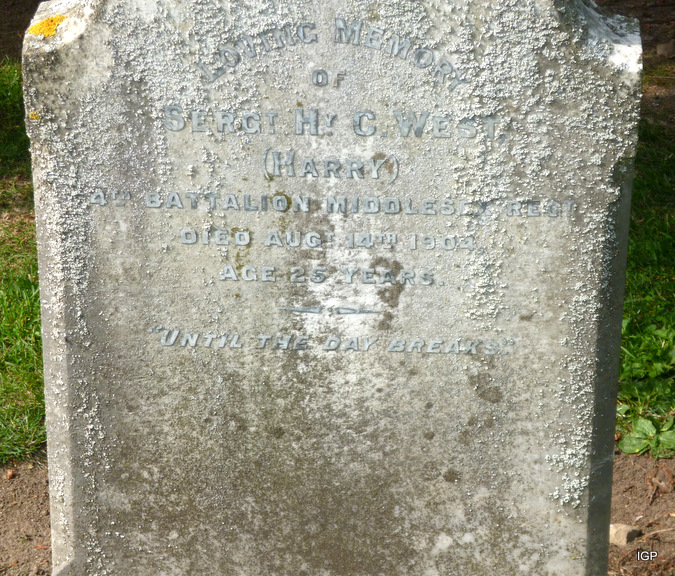 LOVING MEMORY
OF
SERGT HY C. WEST,
(HARRY)
4TH BATTALION MIDDLESEX REGT
DIED AUGT 14TH 1904
AGE 25 YEARS.
"UNTIL THE DAY BREAKS."
IGP